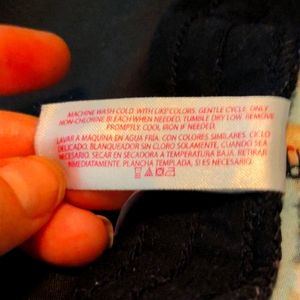 MACHINE WASH COLD. WITH LIKE COLORS. GENTLE CYCLE. ONLY
NON-CHLORINE BLEACH WHEN NEEDED. TUMBLE DRY LOW. REMOVE
PROMPLY. COOL IRON IF NEEDED.
LAVAR A MAQUINA EN AGUA FRIA. CON COLORES SIMILARES. CICLO
DELICADO. BLANQUEADOR SIN CLORO SOLAMENTE, CUANDO SEA
NECESARIO. SECAR EN SECADORA A TEMPERATURA BAJA. RETIRAR
INMEDIATAMENTE. PLANCHA TEMPLADA, SI ES NECESARIO.